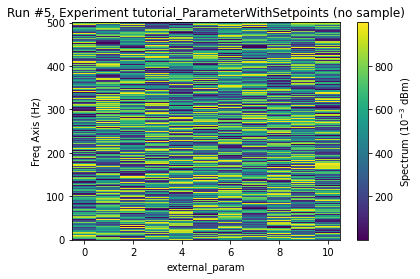 Run #5, Experiment tutorial_ParameterWithSetpoints (no sample)
500
400
300
200
100
0
Freq Axis (Hz)
0 2 4 6 8 10
external_param
800
600
400
200
Spectrum (10⁻³ dBm)